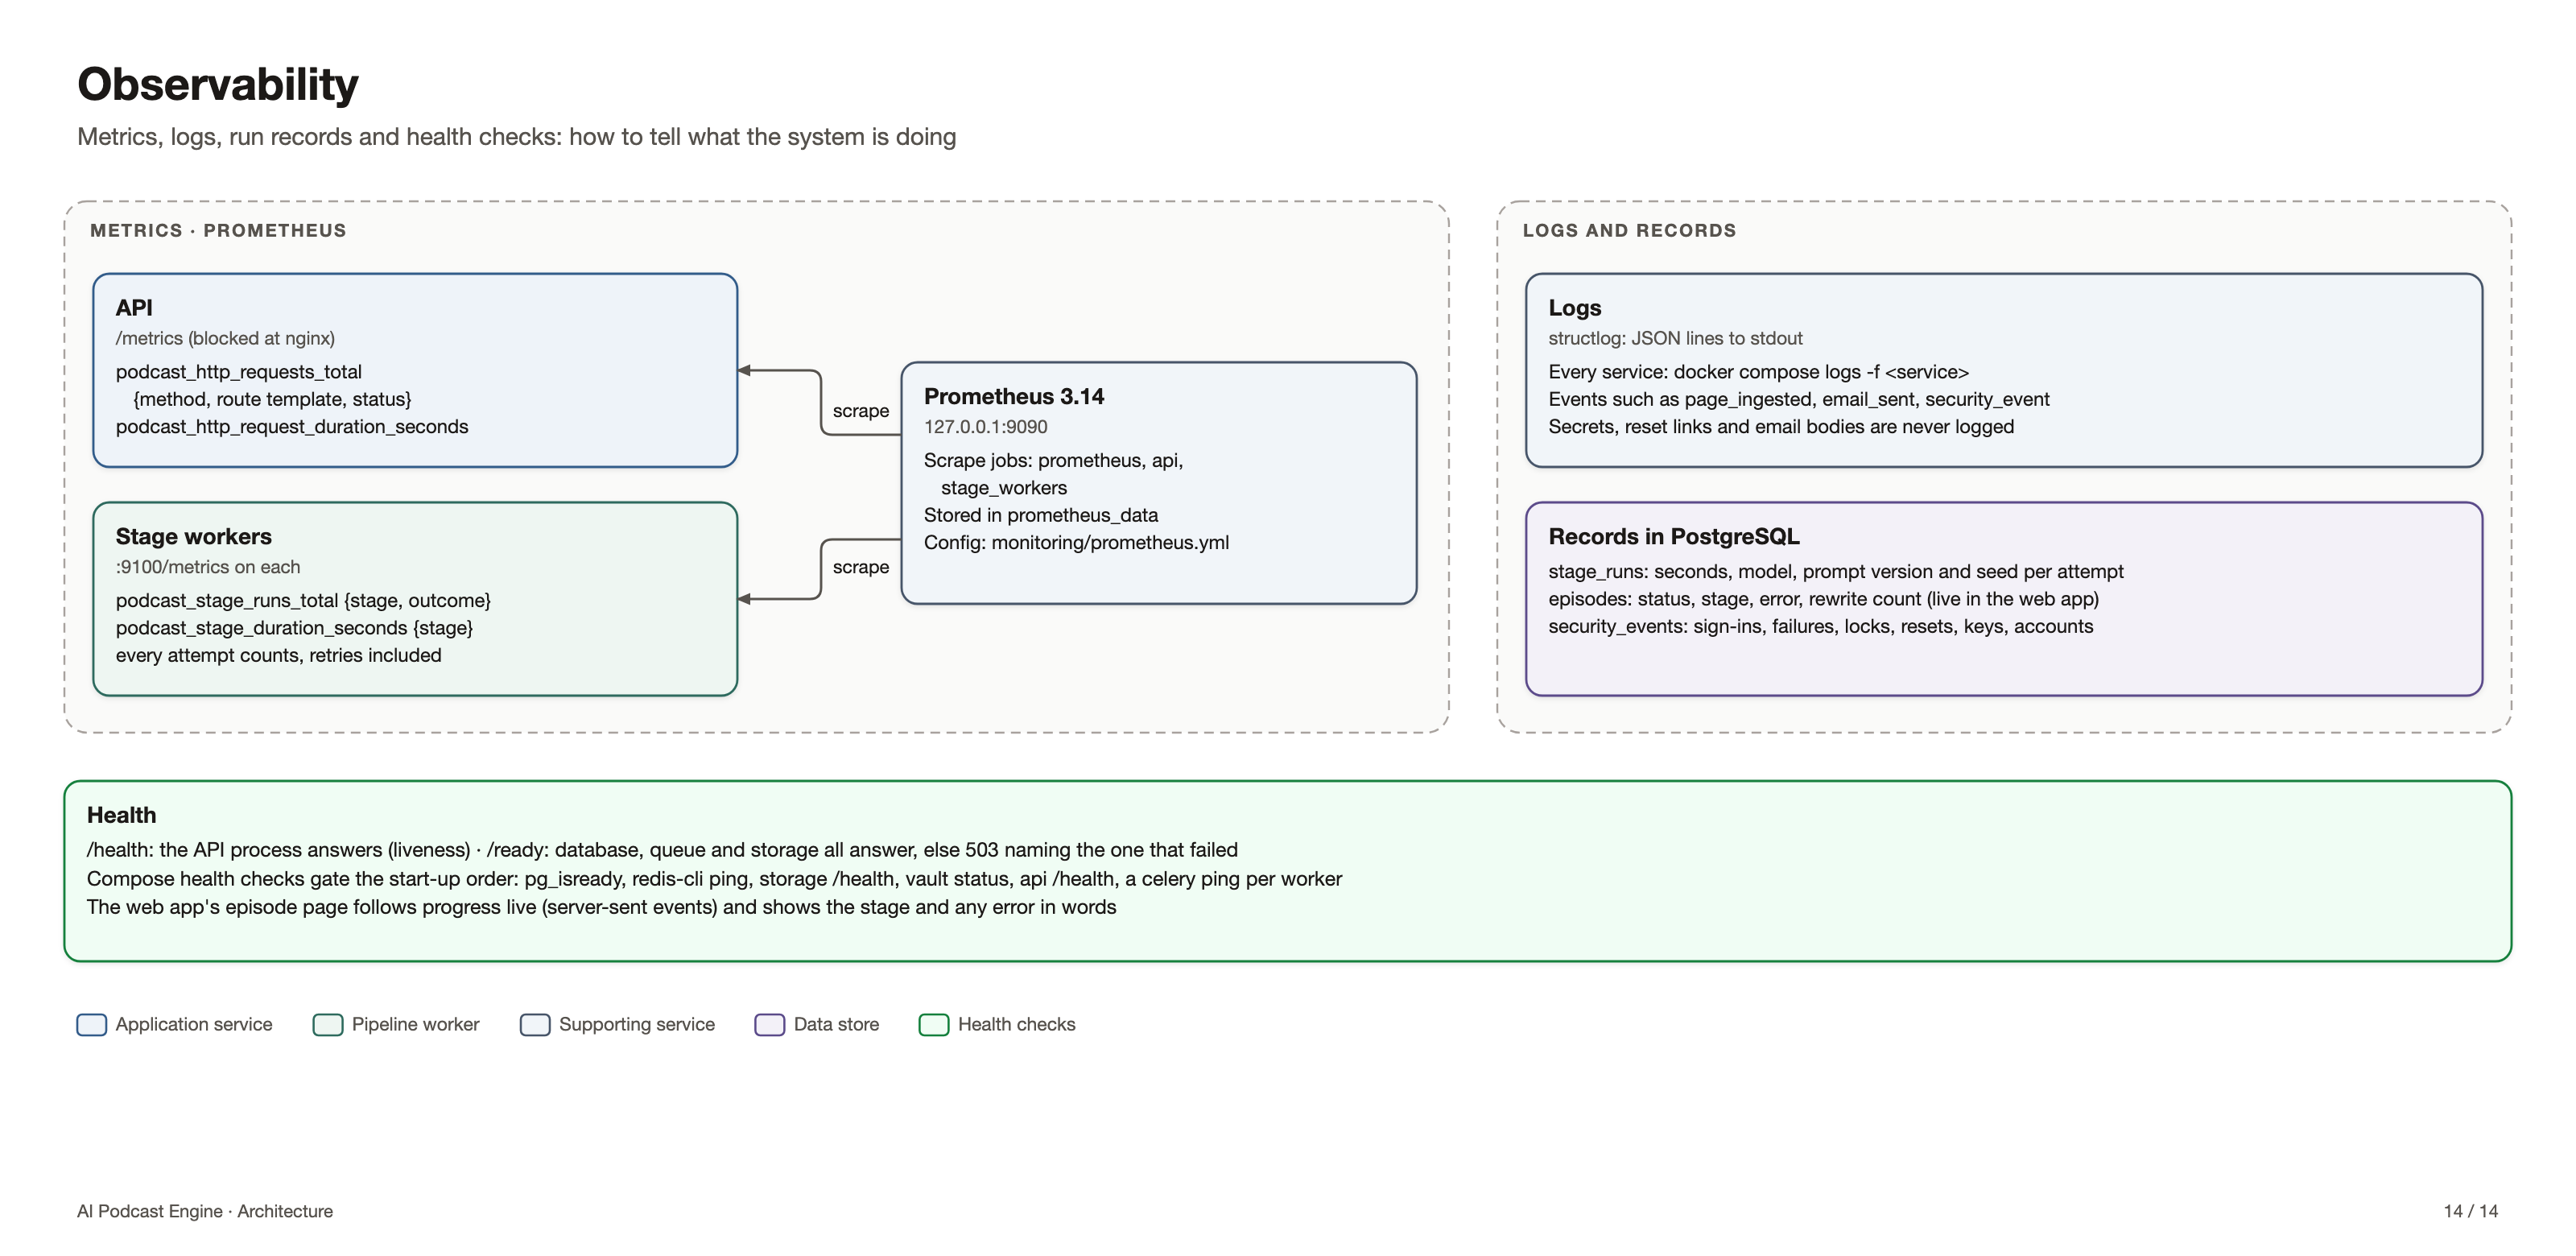 Observability
Metrics, logs, run records and health checks: how to tell what the system is doing
METRICS · PROMETHEUS
API
/metrics (blocked at nginx)
podcast_http_requests_total
{method, route template, status}
podcast_http_request_duration_seconds
Stage workers
:9100/metrics on each
podcast_stage_runs_total {stage, outcome}
podcast_stage_duration_seconds {stage}
every attempt counts, retries included
scrape
scrape
Prometheus 3.14
127.0.0.1:9090
Scrape jobs: prometheus, api,
stage_workers
Stored in prometheus_data
Config: monitoring/prometheus.yml
LOGS AND RECORDS
Logs
structlog: JSON lines to stdout
Every service: docker compose logs -f <service>
Events such as page_ingested, email_sent, security_event
Secrets, reset links and email bodies are never logged
Records in PostgreSQL
stage_runs: seconds, model, prompt version and seed per attempt
episodes: status, stage, error, rewrite count (live in the web app)
security_events: sign-ins, failures, locks, resets, keys, accounts
Health
/health: the API process answers (liveness) · /ready: database, queue and storage all answer, else 503 naming the one that failed
Compose health checks gate the start-up order: pg_isready, redis-cli ping, storage /health, vault status, api /health, a celery ping per worker
The web app's episode page follows progress live (server-sent events) and shows the stage and any error in words
Application service
Pipeline worker
Supporting service
Data store
Health checks
AI Podcast Engine · Architecture
14 / 14